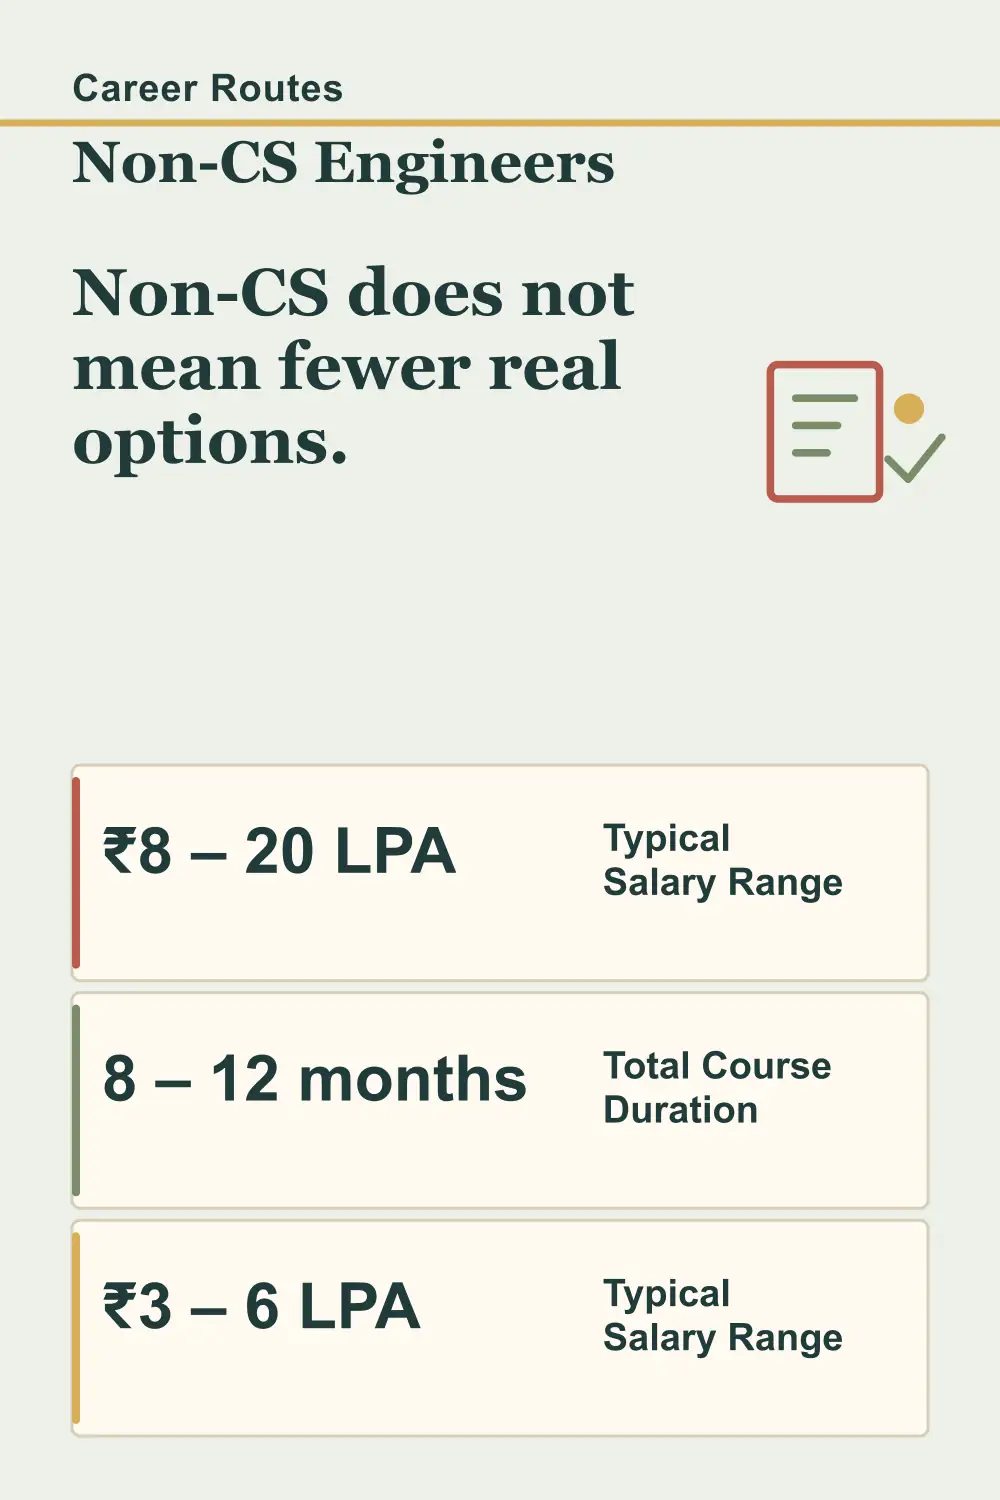 Career Routes
Non-CS Engineers
Non-CS does not
mean fewer real
options.
₹8 – 20 LPA
Typical
Salary Range
8 – 12 months
Total Course
Duration
₹3 – 6 LPA
Typical
Salary Range